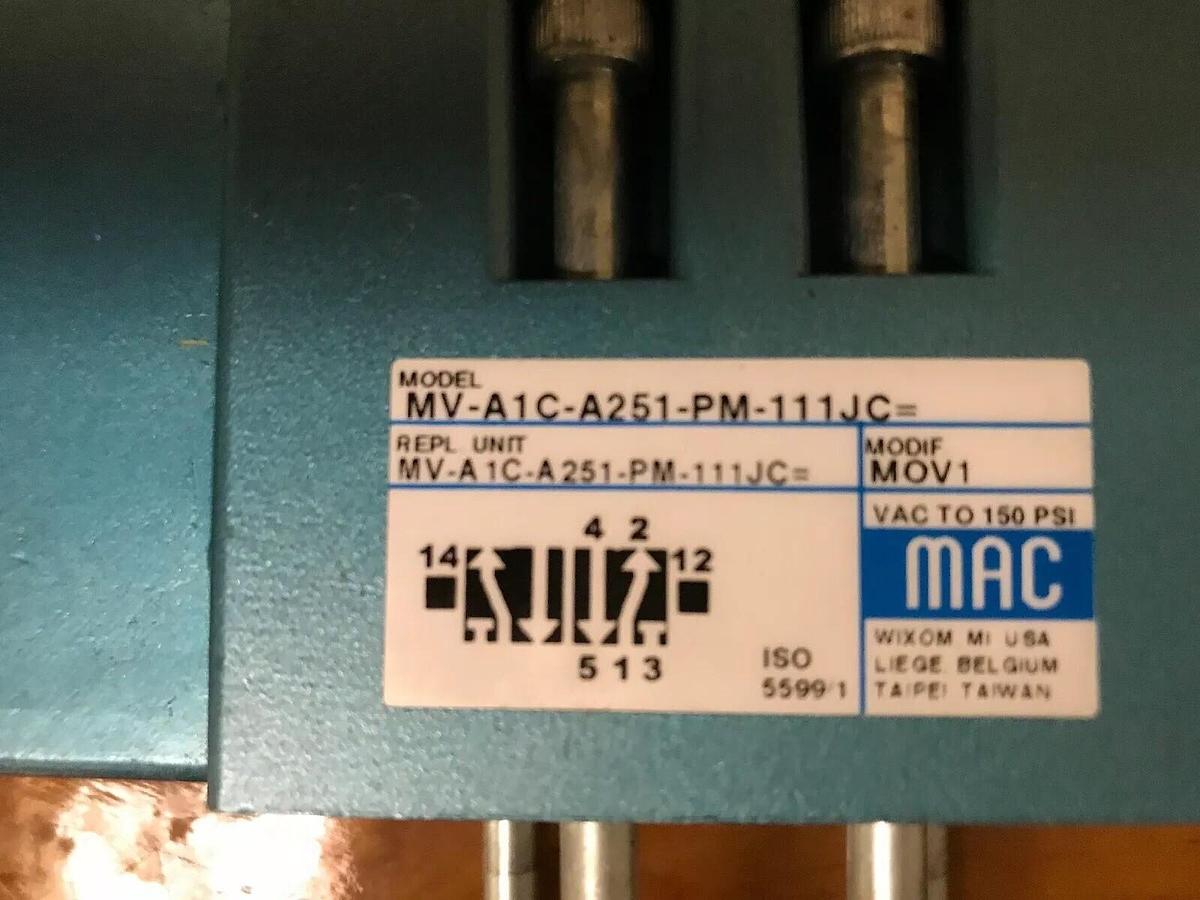 MODEL
MV-A1C-A251-PM-111JC=
REPL UNIT
MV-A1C-A251-PM-111JC=
MODIF
MOV1
VAC TO 150 PSI
MAC
WIXOM MI USA
LIEGE BELGIUM
TAIPEI TAIWAN
4 2
14
12
5 1 3
ISO
5599/1